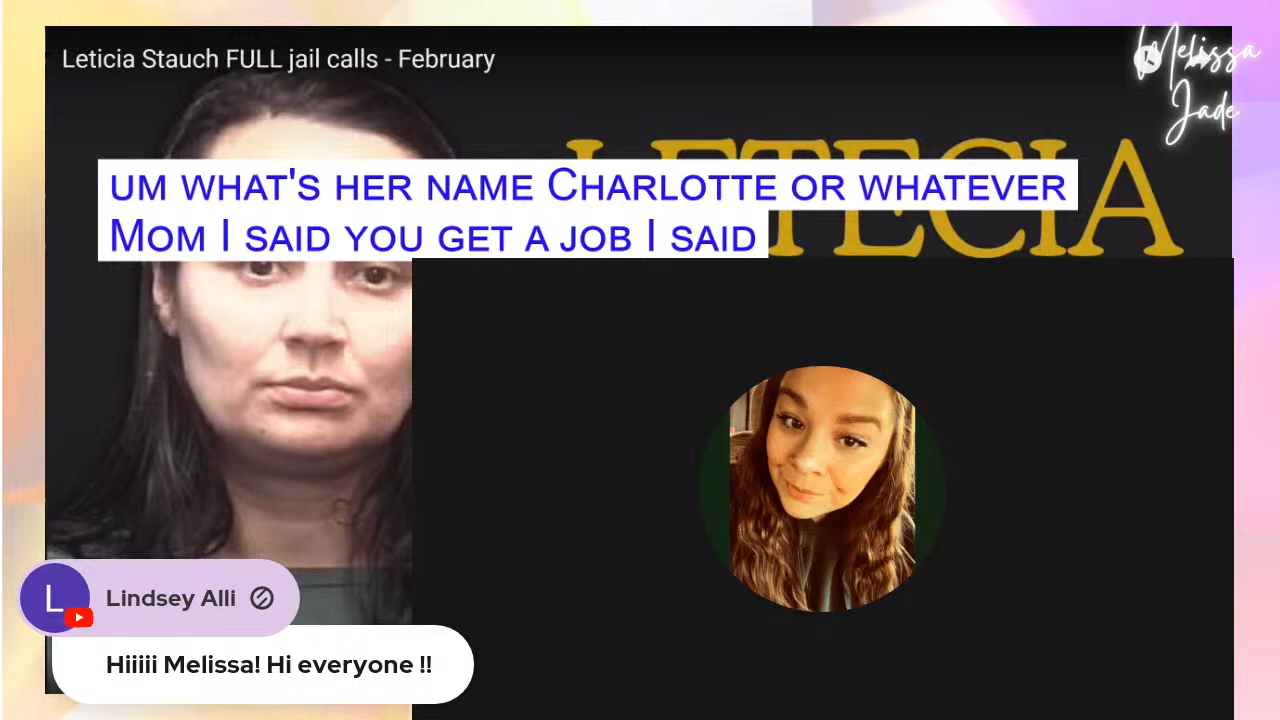 Leticia Stauch FULL jail calls - February
Melissa
Jade
LETECIA
UM WHAT'S HER NAME CHARLOTTE OR WHATEVER
MOM I SAID YOU GET A JOB I SAID
L
Lindsey Alli
Hiiiii Melissa! Hi everyone !!